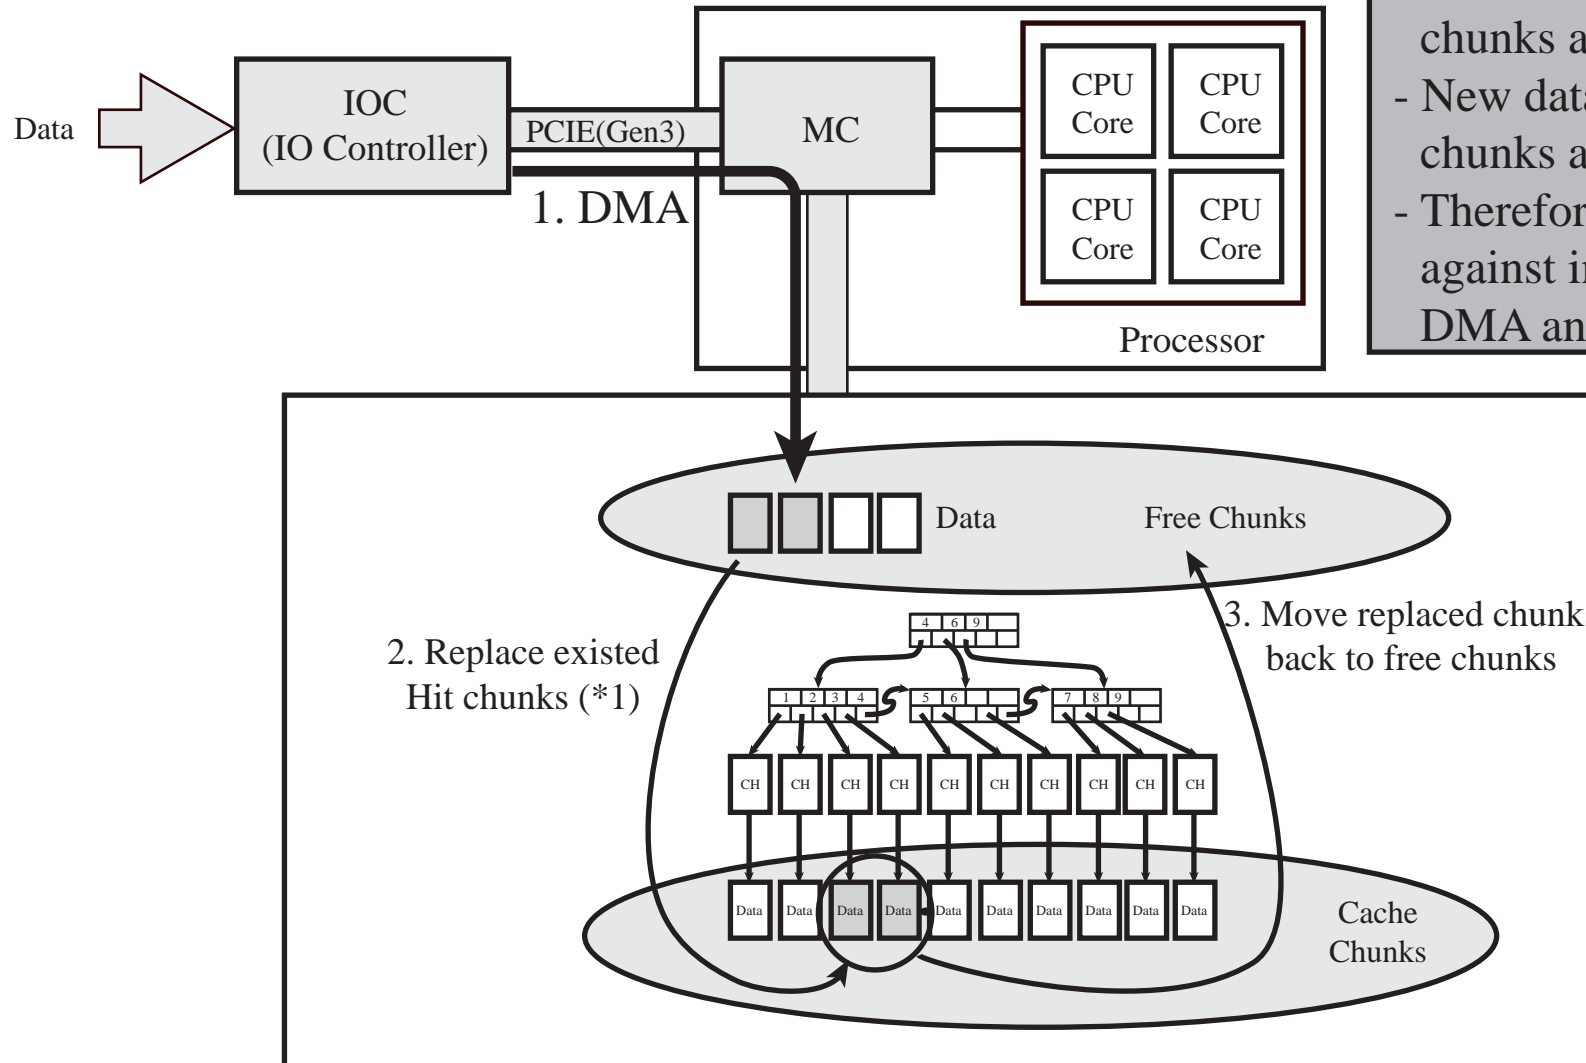 Data
IOC
(IO Controller)
PCIE(Gen3)
1. DMA
MC
CPU
Core
CPU
Core
CPU
Core
CPU
Core
Processor
chunks a
- New data
chunks a
- Therefor
against in
DMA an
Data
Free Chunks
2. Replace existed
Hit chunks (*1)
3. Move replaced chunk
back to free chunks
4 6 9
1 2 3 4
5 6
7 8 9
CH CH CH CH CH CH CH CH CH CH
Data Data Data Data Data Data Data Data Data Data
Cache
Chunks